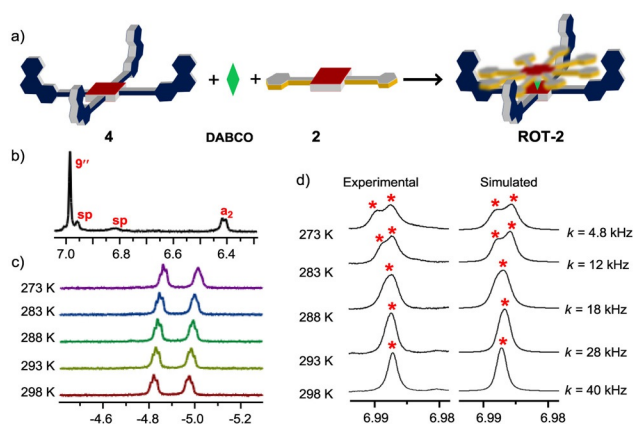 a)
4 + DABCO + 2 ROT-2
b)
9″ sp sp a₂
7.0 6.8 6.6 6.4
c)
273 K
283 K
288 K
293 K
298 K
-4.6 -4.8 -5.0 -5.2
d) Experimental Simulated
* * * *
273 K k = 4.8 kHz
* * * *
283 K k = 12 kHz
* *
288 K k = 18 kHz
* *
293 K k = 28 kHz
* *
298 K k = 40 kHz
6.99 6.98 6.99 6.98